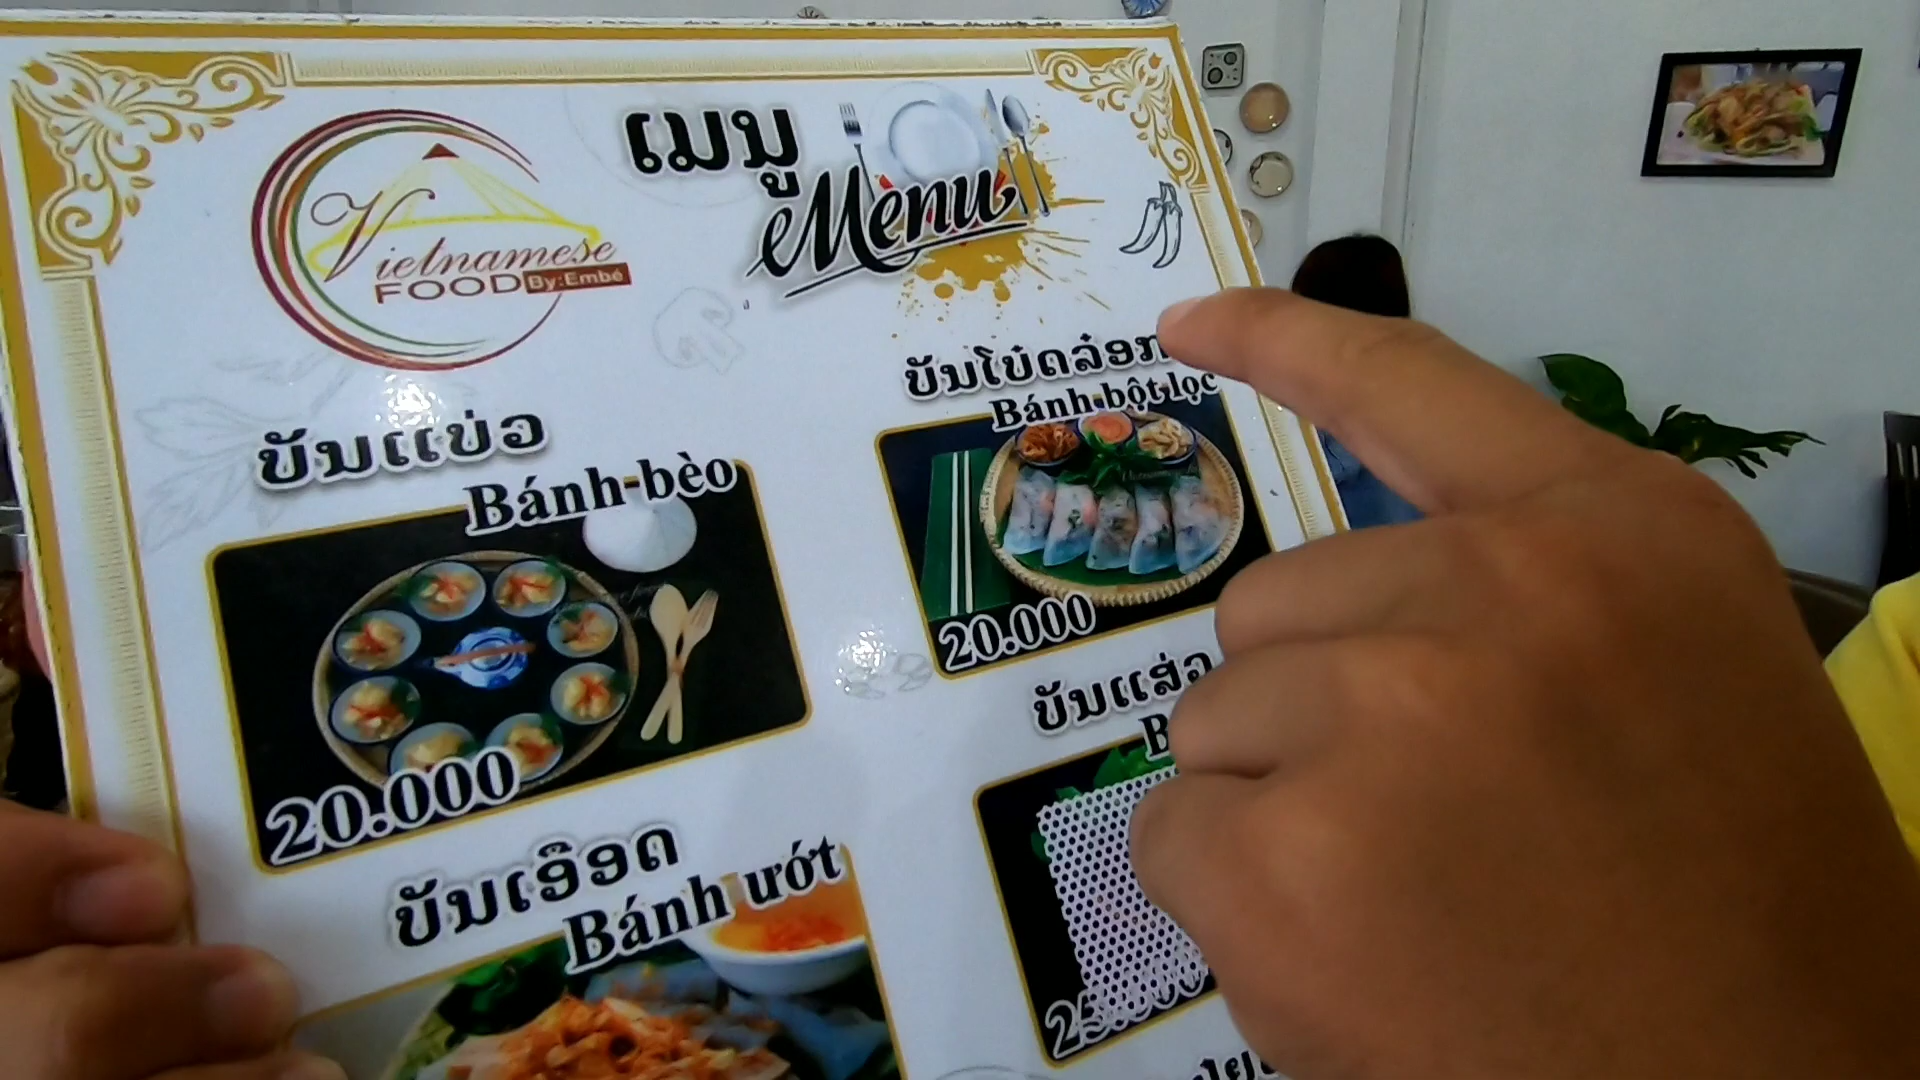 ເມນູ
Menu
Vietnamese
FOOD By:Embé
ບັນໂບ໋ດລ໋ອກ
Bánh bột lọc
20.000
ບັນແບ່ວ
Bánh bèo
20.000
ບັນແສ່ວ
25.000
ບັນເອື໋ອດ
Bánh ướt